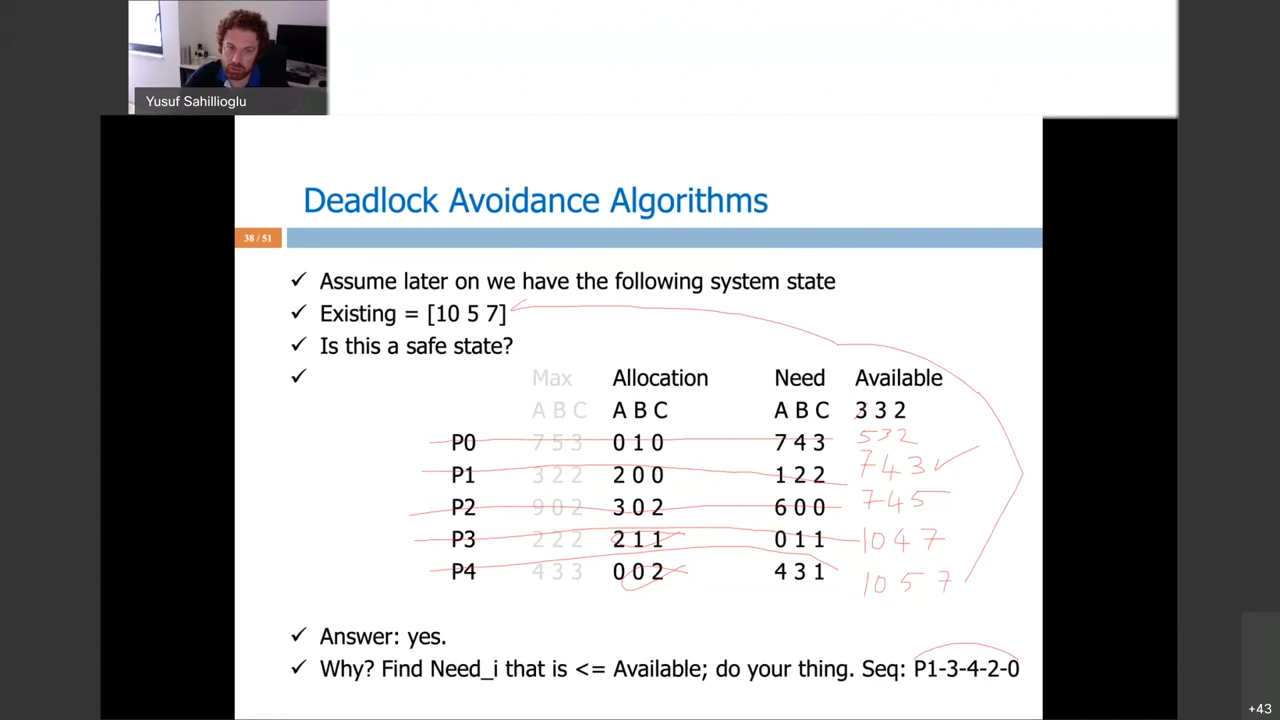 Yusuf Sahillioglu
Deadlock Avoidance Algorithms
38 / 51
✓ Assume later on we have the following system state
✓ Existing = [10 5 7]
✓ Is this a safe state?
✓ Max Allocation Need Available
A B C A B C A B C 3 3 2
P0 7 5 3 0 1 0 7 4 3 5 3 2
P1 3 2 2 2 0 0 1 2 2 7 4 3 ✓
P2 9 0 2 3 0 2 6 0 0 7 4 5
P3 2 2 2 2 1 1 0 1 1 10 4 7
P4 4 3 3 0 0 2 4 3 1 10 5 7
✓ Answer: yes.
✓ Why? Find Need_i that is <= Available; do your thing. Seq: P1-3-4-2-0
+43